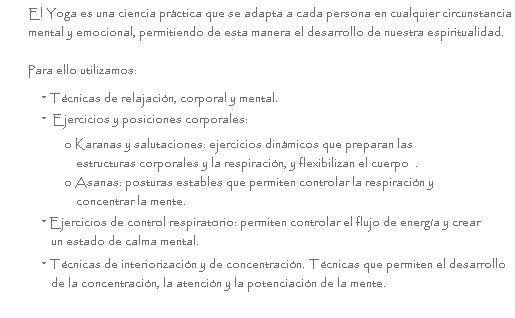 El Yoga es una ciencia práctica que se adapta a cada persona en cualquier circunstancia
mental y emocional, permitiendo de esta manera el desarrollo de nuestra espiritualidad.
Para ello utilizamos:
• Técnicas de relajación, corporal y mental.
• Ejercicios y posiciones corporales:
o Karanas y salutaciones: ejercicios dinámicos que preparan las
estructuras corporales y la respiración, y flexibilizan el cuerpo .
o Asanas: posturas estables que permiten controlar la respiración y
concentrar la mente.
• Ejercicios de control respiratorio: permiten controlar el flujo de energía y crear
un estado de calma mental.
• Técnicas de interiorización y de concentración. Técnicas que permiten el desarrollo
de la concentración, la atención y la potenciación de la mente.